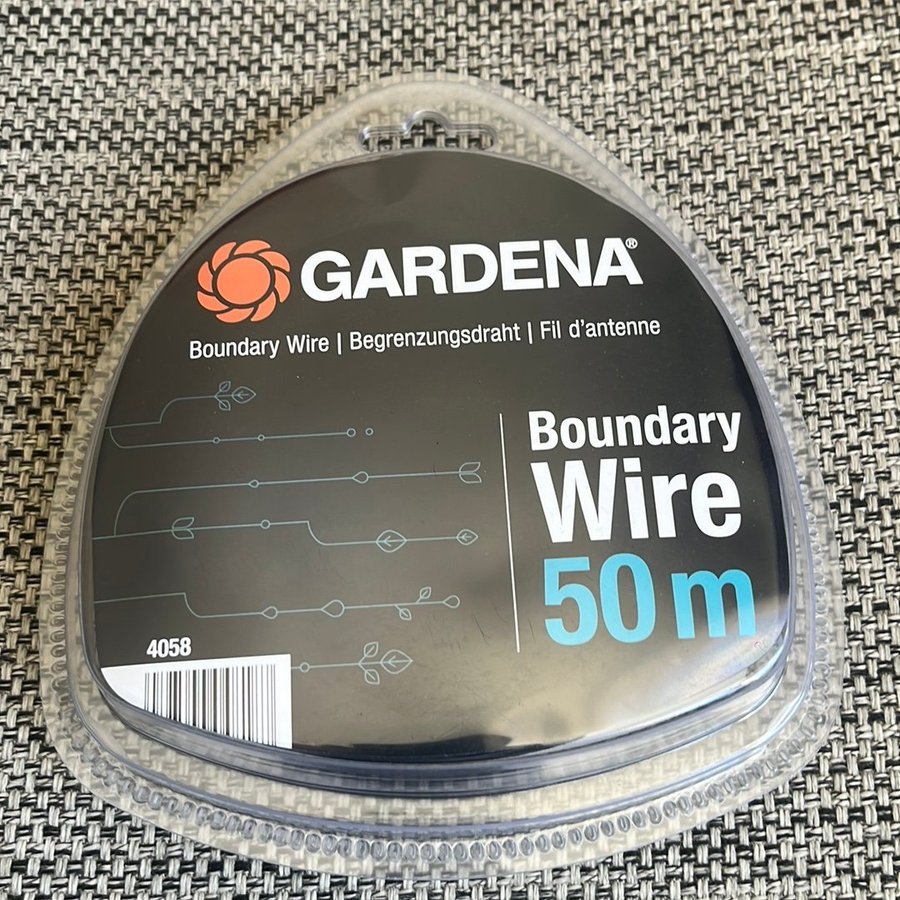 GARDENA®
Boundary Wire | Begrenzungsdraht | Fil d'antenne
Boundary
Wire
50 m
4058